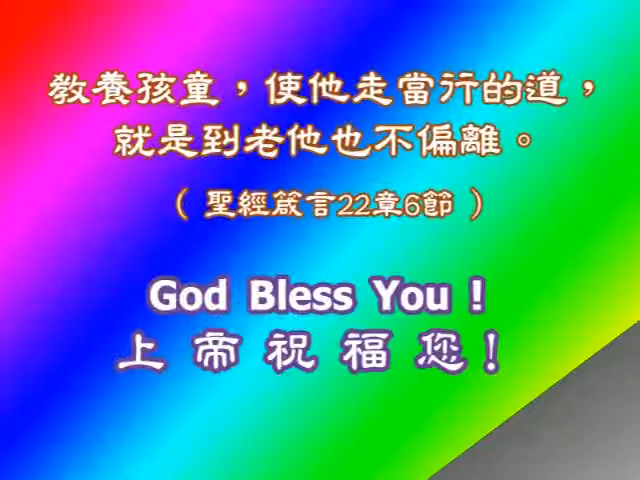 教養孩童，使他走當行的道，
就是到老他也不偏離。
（ 聖經箴言22章6節 ）
God Bless You !
上 帝 祝 福 您 !